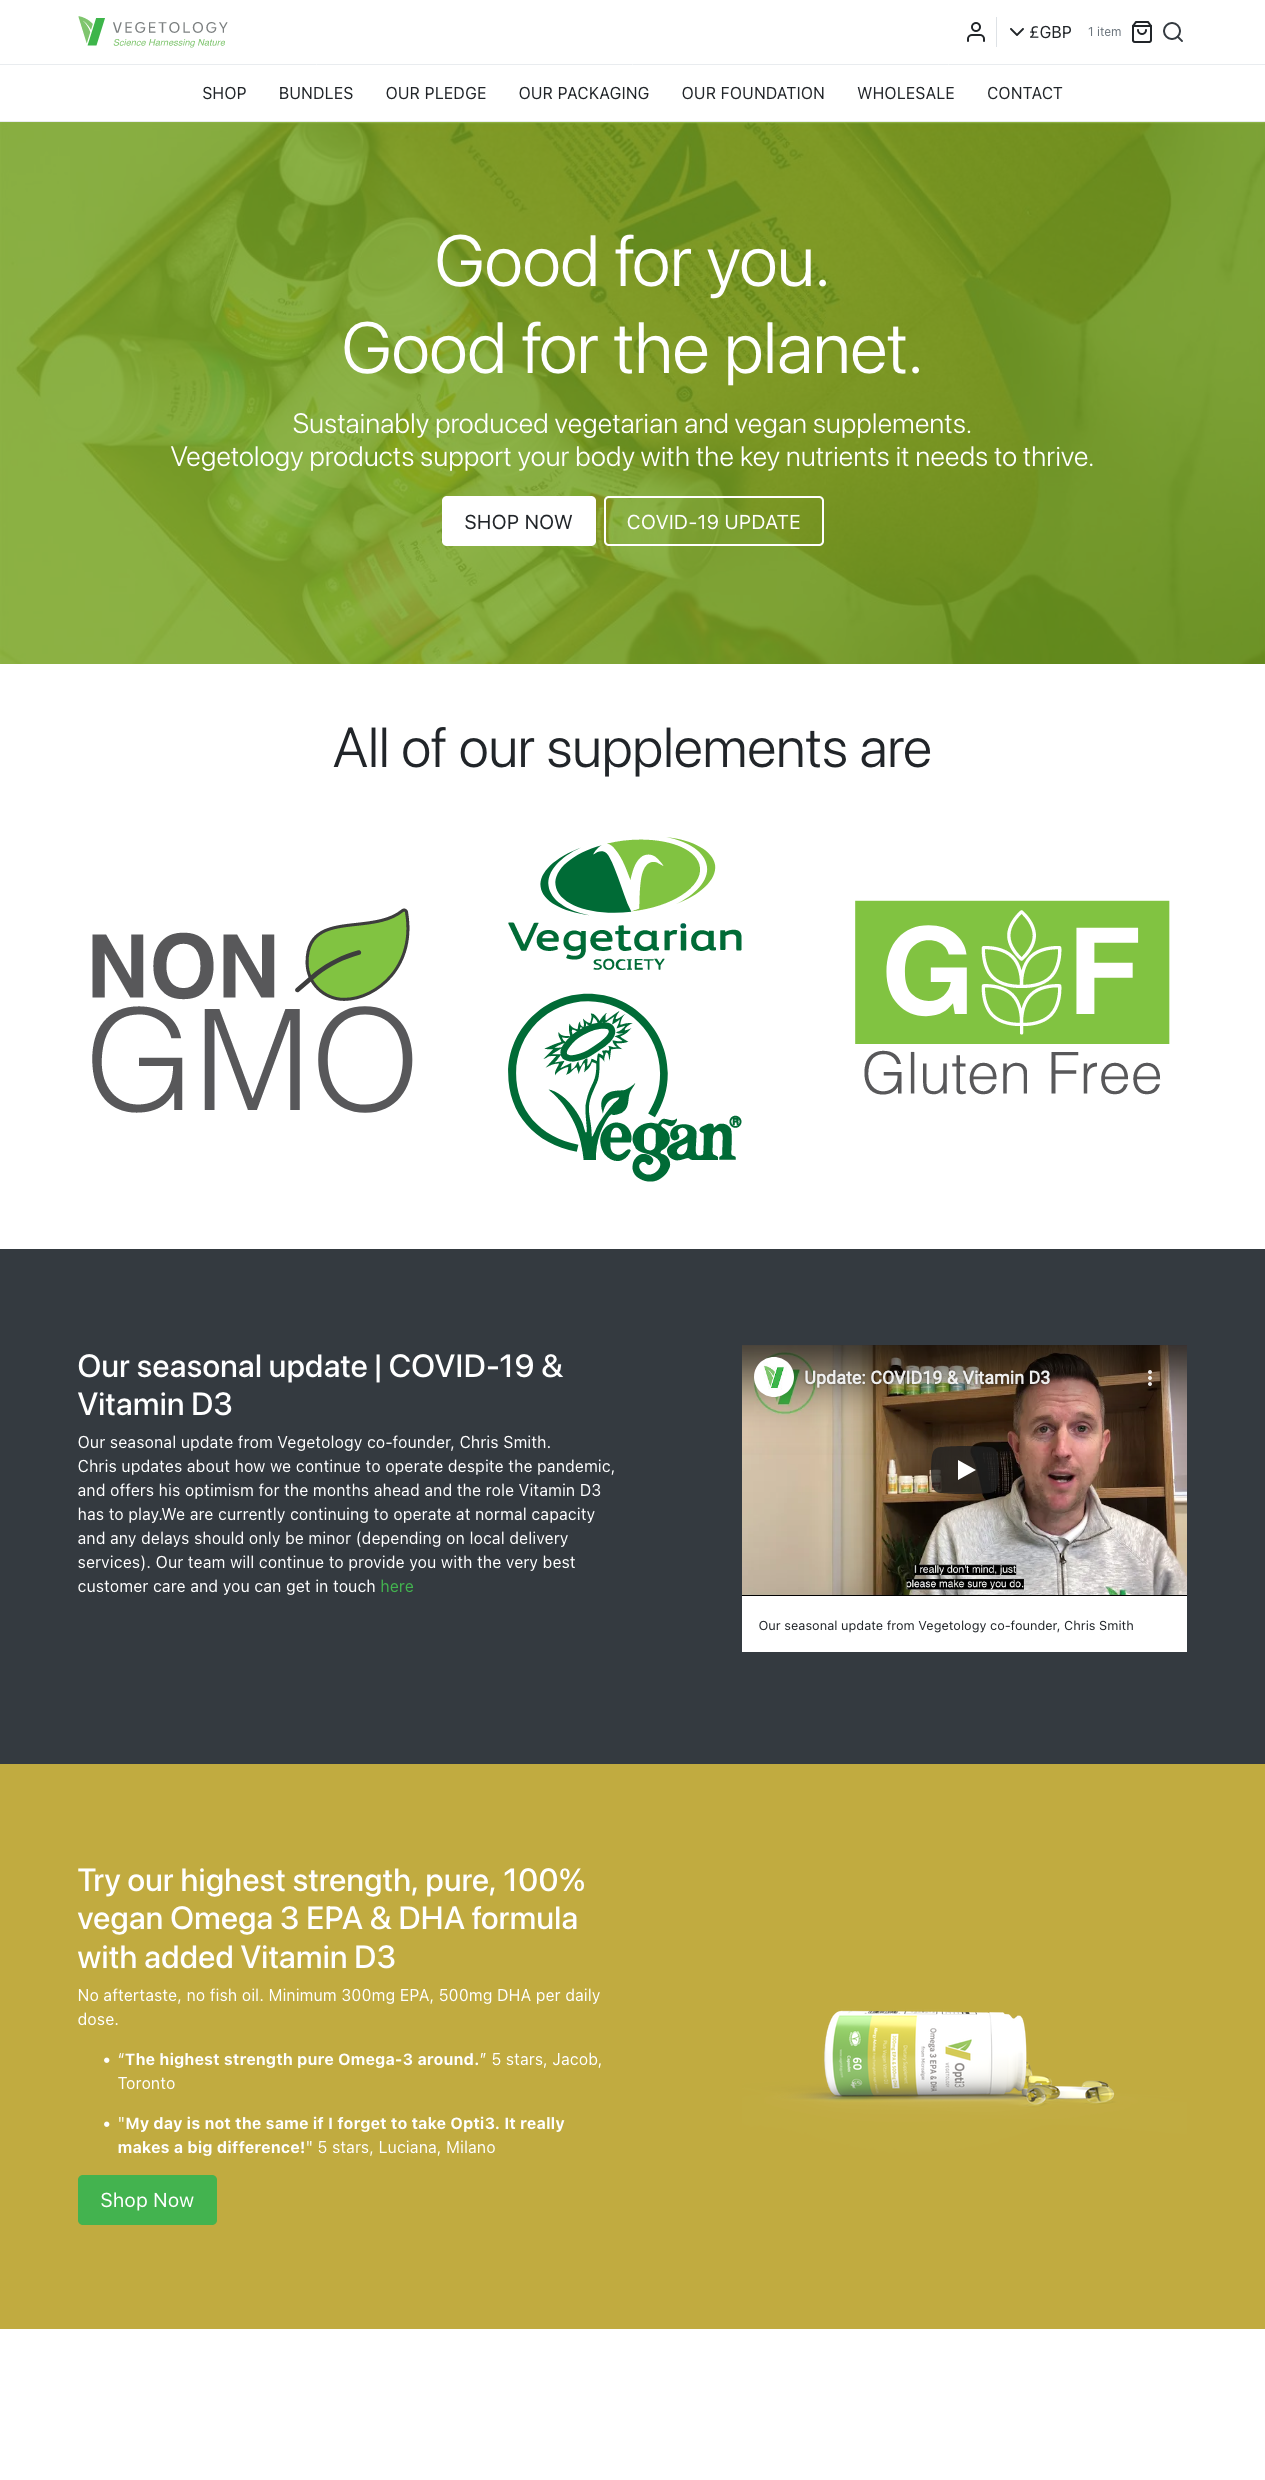 VEGETOLOGY
Science Harnessing Nature
£GBP
1 item
SHOP
BUNDLES
OUR PLEDGE
OUR PACKAGING
OUR FOUNDATION
WHOLESALE
CONTACT
Good for you.
Good for the planet.
Sustainably produced vegetarian and vegan supplements.
Vegetology products support your body with the key nutrients it needs to thrive.
SHOP NOW
COVID-19 UPDATE
All of our supplements are
NON
GMO
Vegetarian
SOCIETY
Vegan®
GF
Gluten Free
Our seasonal update | COVID-19 &
Vitamin D3
Our seasonal update from Vegetology co-founder, Chris Smith.
Chris updates about how we continue to operate despite the pandemic,
and offers his optimism for the months ahead and the role Vitamin D3
has to play.We are currently continuing to operate at normal capacity
and any delays should only be minor (depending on local delivery
services). Our team will continue to provide you with the very best
customer care and you can get in touch here
Update: COVID19 & Vitamin D3
I really don't mind, just
please make sure you do.
Our seasonal update from Vegetology co-founder, Chris Smith
Try our highest strength, pure, 100%
vegan Omega 3 EPA & DHA formula
with added Vitamin D3
No aftertaste, no fish oil. Minimum 300mg EPA, 500mg DHA per daily
dose.
• “The highest strength pure Omega-3 around.” 5 stars, Jacob,
Toronto
• "My day is not the same if I forget to take Opti3. It really
makes a big difference!" 5 stars, Luciana, Milano
Opti3
Omega 3 EPA & DHA
60
Shop Now